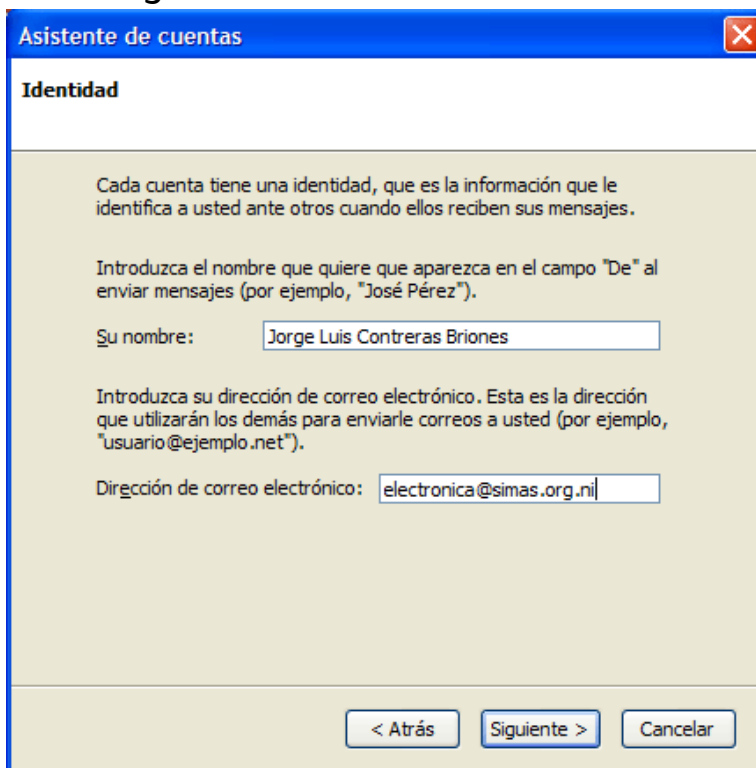 Asistente de cuentas
Identidad
Cada cuenta tiene una identidad, que es la información que le
identifica a usted ante otros cuando ellos reciben sus mensajes.
Introduzca el nombre que quiere que aparezca en el campo "De" al
enviar mensajes (por ejemplo, "José Pérez").
Su nombre: Jorge Luis Contreras Briones
Introduzca su dirección de correo electrónico. Esta es la dirección
que utilizarán los demás para enviarle correos a usted (por ejemplo,
"usuario@ejemplo.net").
Dirección de correo electrónico: electronica@simas.org.ni
< Atrás Siguiente > Cancelar